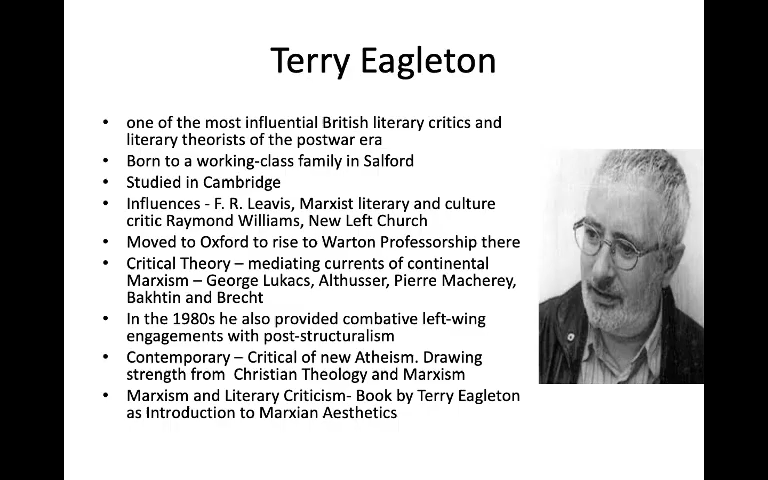 Terry Eagleton
• one of the most influential British literary critics and
literary theorists of the postwar era
• Born to a working-class family in Salford
• Studied in Cambridge
• Influences - F. R. Leavis, Marxist literary and culture
critic Raymond Williams, New Left Church
• Moved to Oxford to rise to Warton Professorship there
• Critical Theory – mediating currents of continental
Marxism – George Lukacs, Althusser, Pierre Macherey,
Bakhtin and Brecht
• In the 1980s he also provided combative left-wing
engagements with post-structuralism
• Contemporary – Critical of new Atheism. Drawing
strength from Christian Theology and Marxism
• Marxism and Literary Criticism- Book by Terry Eagleton
as Introduction to Marxian Aesthetics